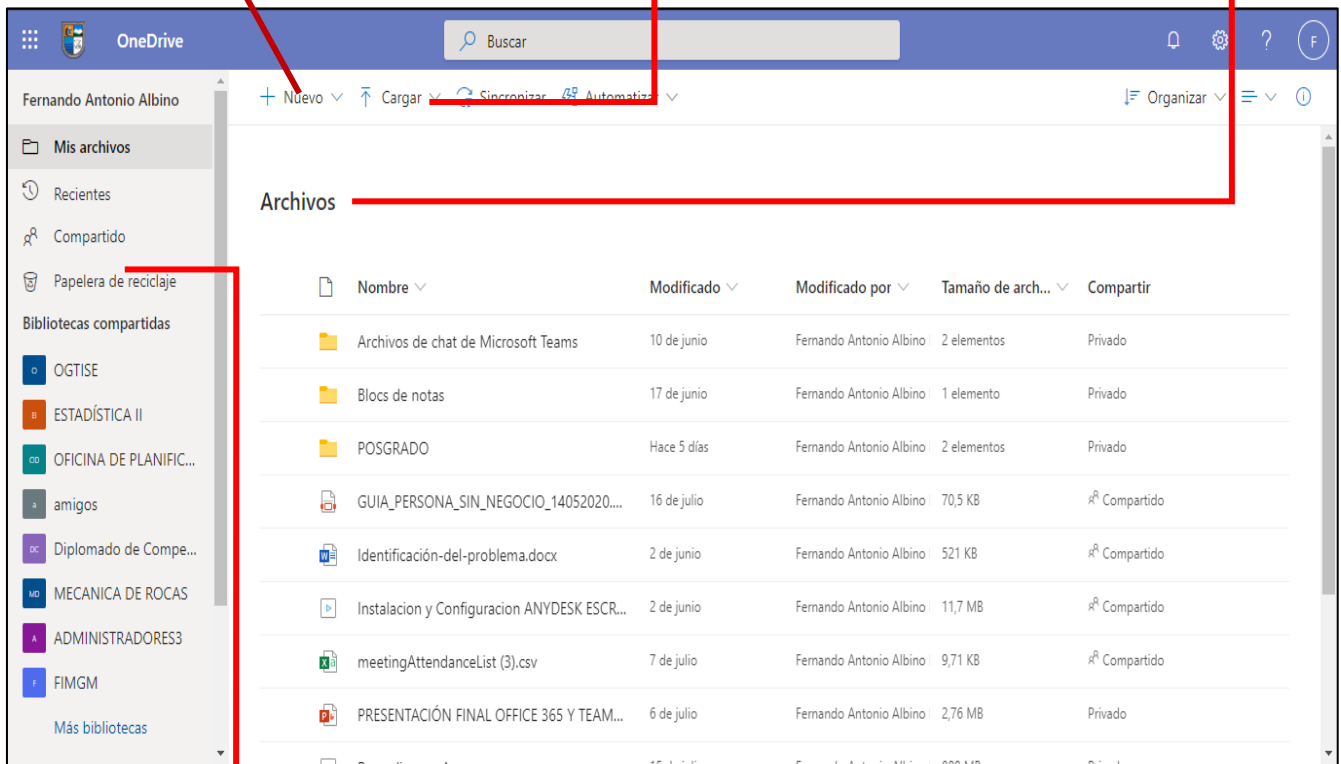 OneDrive
Buscar
?
F
Fernando Antonio Albino
Nuevo Cargar Sincronizar Automatizar Organizar
Mis archivos
Recientes
Compartido
Papelera de reciclaje
Bibliotecas compartidas
O OGTISE
E ESTADÍSTICA II
OD OFICINA DE PLANIFIC...
a amigos
DC Diplomado de Compe...
MD MECANICA DE ROCAS
A ADMINISTRADORES3
F FIMGM
Más bibliotecas
Archivos
Nombre Modificado Modificado por Tamaño de arch... Compartir
Archivos de chat de Microsoft Teams 10 de junio Fernando Antonio Albino 2 elementos Privado
Blocs de notas 17 de junio Fernando Antonio Albino 1 elemento Privado
POSGRADO Hace 5 días Fernando Antonio Albino 2 elementos Privado
GUIA_PERSONA_SIN_NEGOCIO_14052020.... 16 de julio Fernando Antonio Albino 70,5 KB Compartido
Identificación-del-problema.docx 2 de junio Fernando Antonio Albino 521 KB Compartido
Instalacion y Configuracion ANYDESK ESCR... 2 de junio Fernando Antonio Albino 11,7 MB Compartido
meetingAttendanceList (3).csv 7 de julio Fernando Antonio Albino 9,71 KB Compartido
PRESENTACIÓN FINAL OFFICE 365 Y TEAM... 6 de julio Fernando Antonio Albino 2,76 MB Privado